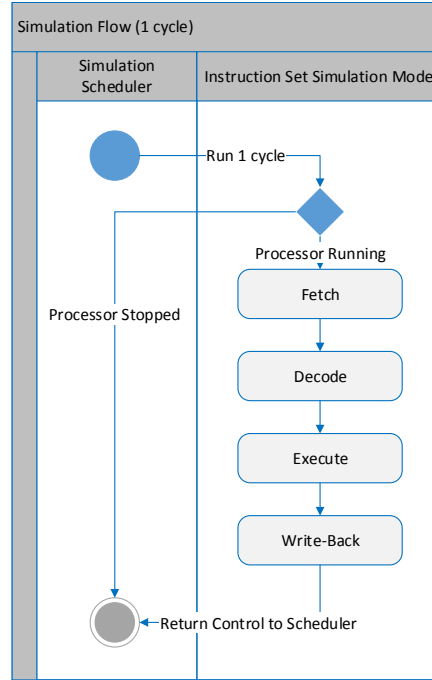 Simulation Flow (1 cycle)
Simulation
Scheduler
Instruction Set Simulation Mode
Run 1 cycle
Processor Running
Fetch
Processor Stopped
Decode
Execute
Write-Back
Return Control to Scheduler